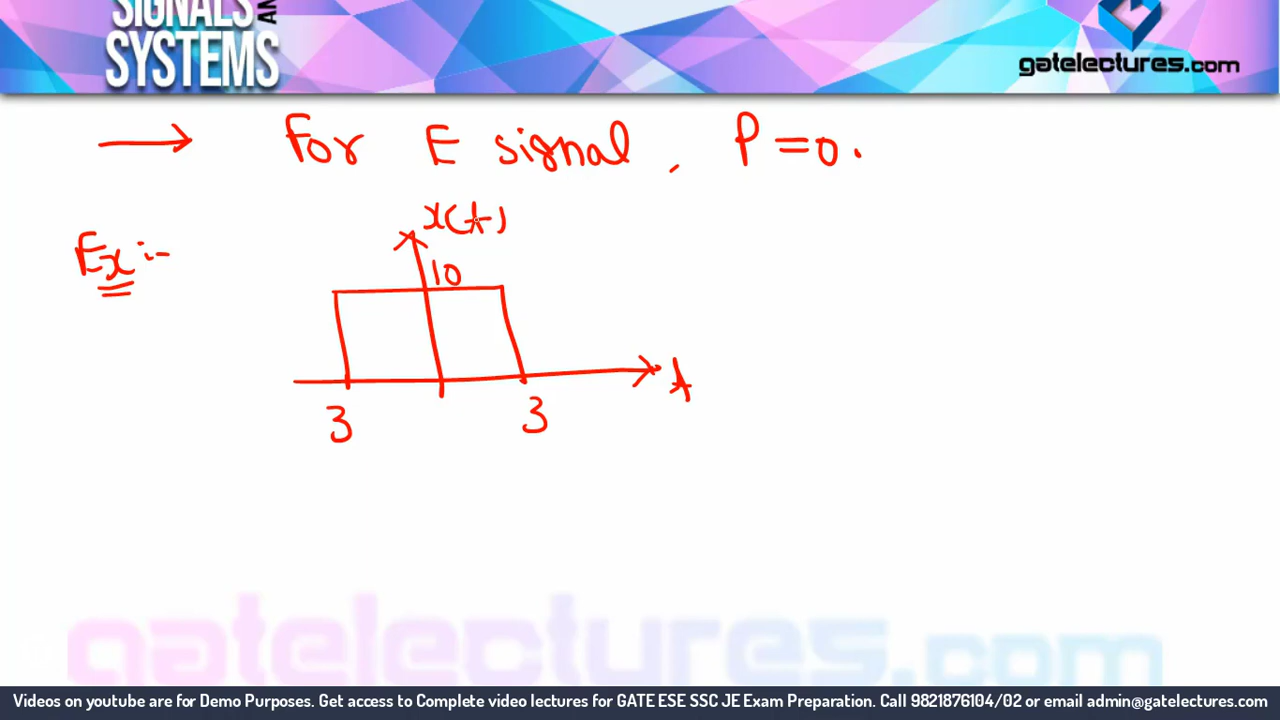 SIGNALS AND
SYSTEMS
gatelectures.com
→ For E signal, P = 0.
x(t)
Ex :-
10
t
3 3
gatelectures.com
Videos on youtube are for Demo Purposes. Get access to Complete video lectures for GATE ESE SSC JE Exam Preparation. Call 9821876104/02 or email admin@gatelectures.com